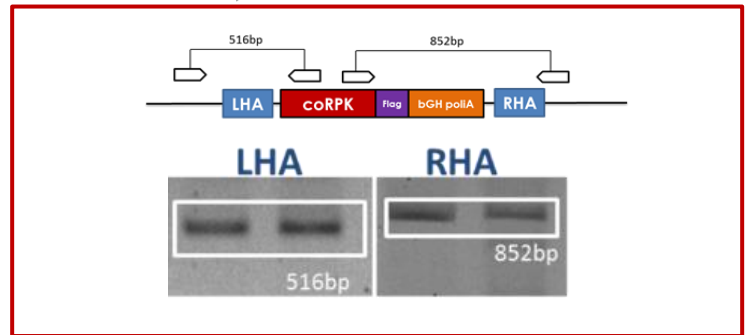 516bp
852bp
LHA
coRPK
Flag
bGH poliA
RHA
LHA
RHA
516bp
852bp